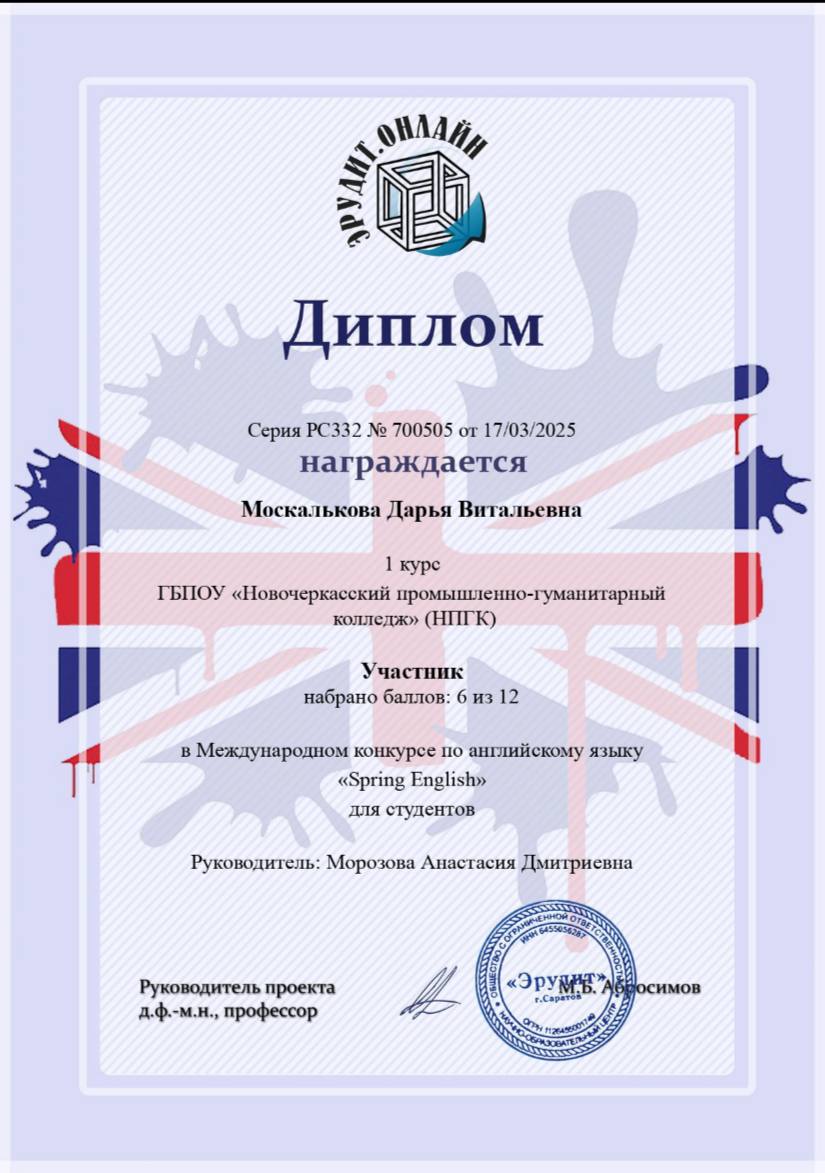 ЭРУДИТ.ОНЛАЙН
Диплом
Серия РС332 № 700505 от 17/03/2025
награждается
Москалькова Дарья Витальевна
1 курс
ГБПОУ «Новочеркасский промышленно-гуманитарный
колледж» (НПГК)
Участник
набрано баллов: 6 из 12
в Международном конкурсе по английскому языку
«Spring English»
для студентов
Руководитель: Морозова Анастасия Дмитриевна
ОБЩЕСТВО С ОГРАНИЧЕННОЙ ОТВЕТСТВЕННОСТЬЮ
ИНН 6455056287
«Эрудит»
г.Саратов
ОГРН 1126455001749
НАУЧНО-ОБРАЗОВАТЕЛЬНЫЙ ЦЕНТР
Руководитель проекта
д.ф.-м.н., профессор
М.Б. Абросимов